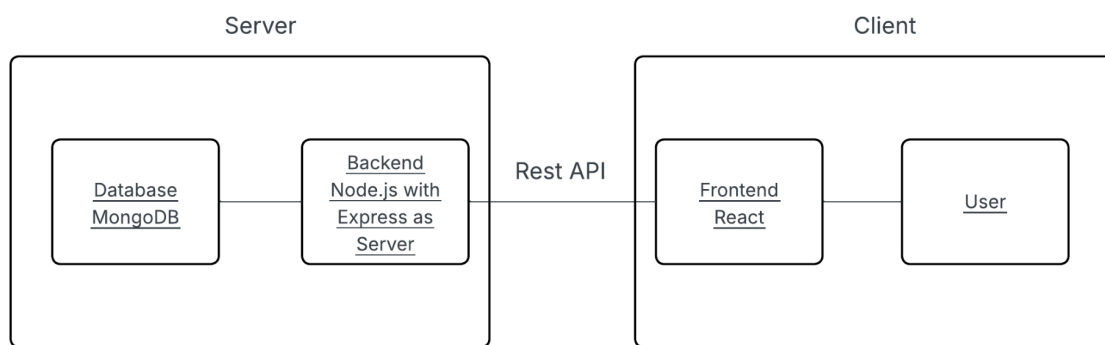 Server
Client
Database
MongoDB
Backend
Node.js with
Express as
Server
Rest API
Frontend
React
User